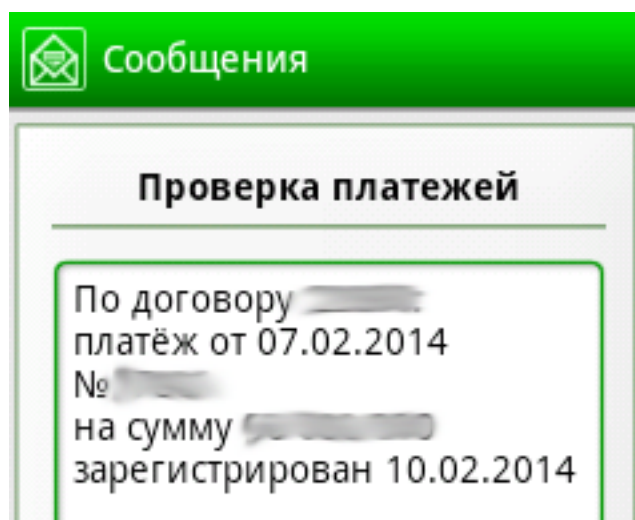 Сообщения
Проверка платежей
По договору
платёж от 07.02.2014
№
на сумму
зарегистрирован 10.02.2014